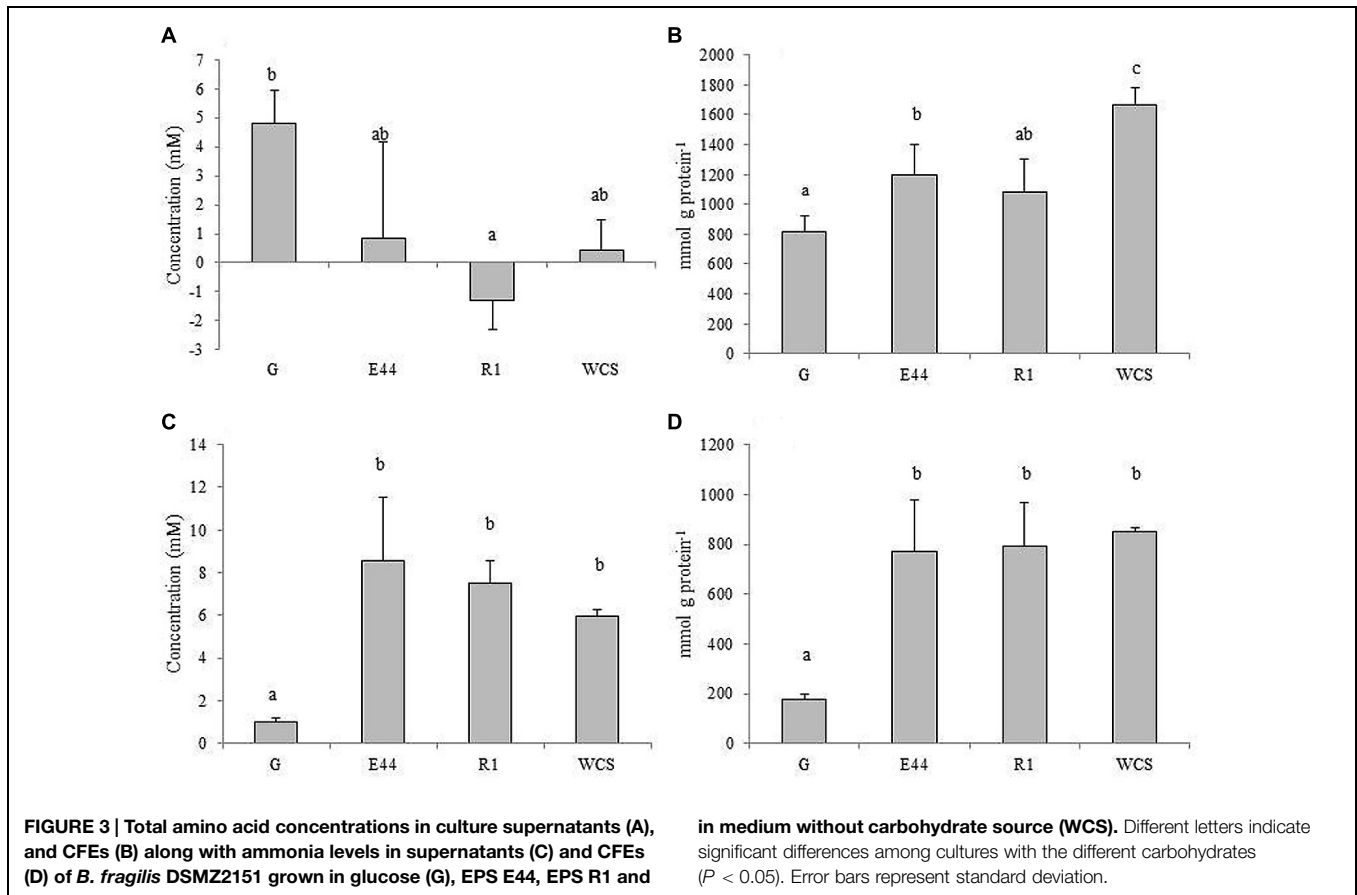 A
7
6
5
4
3
2
1
0
-1
-2
-3
Concentration (mM)
b
ab
a
ab
G E44 R1 WCS
B
2000
1800
1600
1400
1200
1000
800
600
400
200
0
mmol g protein-1
a
b
ab
c
G E44 R1 WCS
C
14
12
10
8
6
4
2
0
Concentration (mM)
a
b
b
b
G E44 R1 WCS
D
1200
1000
800
600
400
200
0
mmol g protein-1
a
b
b
b
G E44 R1 WCS
FIGURE 3 | Total amino acid concentrations in culture supernatants (A),
and CFEs (B) along with ammonia levels in supernatants (C) and CFEs
(D) of B. fragilis DSMZ2151 grown in glucose (G), EPS E44, EPS R1 and
in medium without carbohydrate source (WCS). Different letters indicate
significant differences among cultures with the different carbohydrates
(P < 0.05). Error bars represent standard deviation.